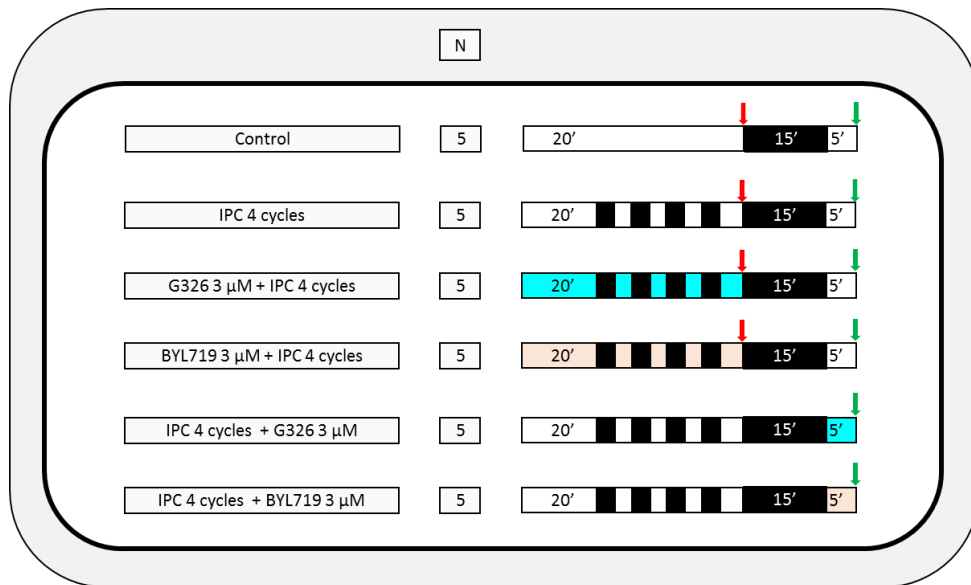 N
Control 5 20′ 15′ 5′
IPC 4 cycles 5 20′ 15′ 5′
G326 3 μM + IPC 4 cycles 5 20′ 15′ 5′
BYL719 3 μM + IPC 4 cycles 5 20′ 15′ 5′
IPC 4 cycles + G326 3 μM 5 20′ 15′ 5′
IPC 4 cycles + BYL719 3 μM 5 20′ 15′ 5′